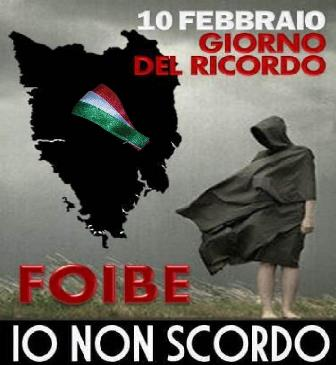 10 FEBBRAIO
GIORNO
DEL RICORDO
FOIBE
IO NON SCORDO